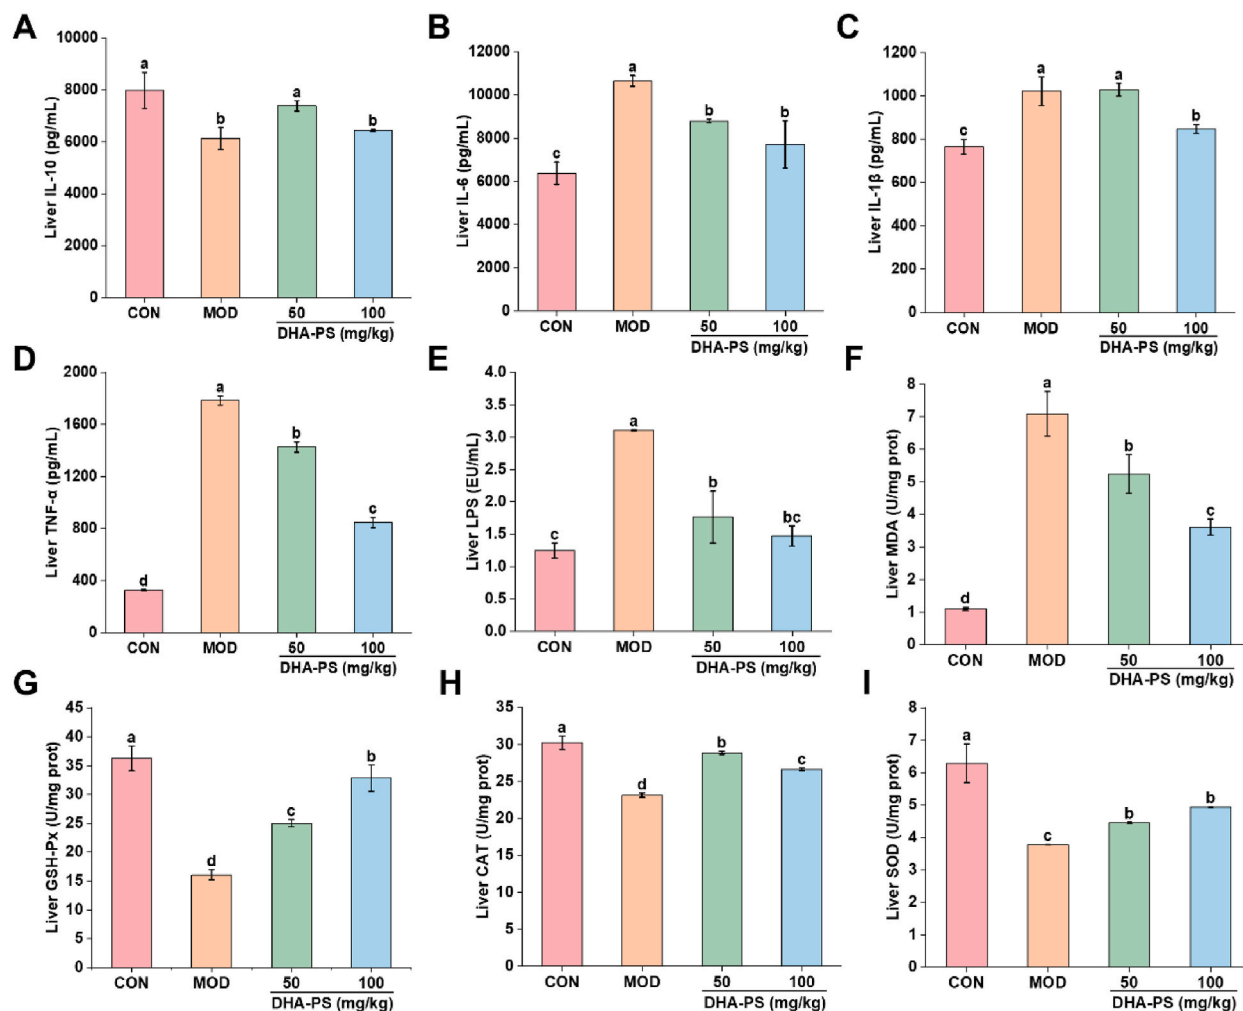 A
Liver IL-10 (pg/mL)
10000
8000
6000
4000
2000
0
a
b
a
b
CON
MOD
50
100
DHA-PS (mg/kg)
B
Liver IL-6 (pg/mL)
12000
10000
8000
6000
4000
2000
0
c
a
b
b
CON
MOD
50
100
DHA-PS (mg/kg)
C
Liver IL-1β (pg/mL)
1200
1000
800
600
400
200
0
c
a
a
b
CON
MOD
50
100
DHA-PS (mg/kg)
D
Liver TNF-α (pg/mL)
2000
1600
1200
800
400
0
d
a
b
c
CON
MOD
50
100
DHA-PS (mg/kg)
E
Liver LPS (EU/mL)
4.0
3.5
3.0
2.5
2.0
1.5
1.0
0.5
0.0
c
a
b
bc
CON
MOD
50
100
DHA-PS (mg/kg)
F
Liver MDA (U/mg prot)
8
7
6
5
4
3
2
1
0
d
a
b
c
CON
MOD
50
100
DHA-PS (mg/kg)
G
Liver GSH-Px (U/mg prot)
45
40
35
30
25
20
15
10
5
0
a
d
c
b
CON
MOD
50
100
DHA-PS (mg/kg)
H
Liver CAT (U/mg prot)
35
30
25
20
15
10
5
0
a
d
b
c
CON
MOD
50
100
DHA-PS (mg/kg)
I
Liver SOD (U/mg prot)
8
7
6
5
4
3
2
1
0
a
c
b
b
CON
MOD
50
100
DHA-PS (mg/kg)